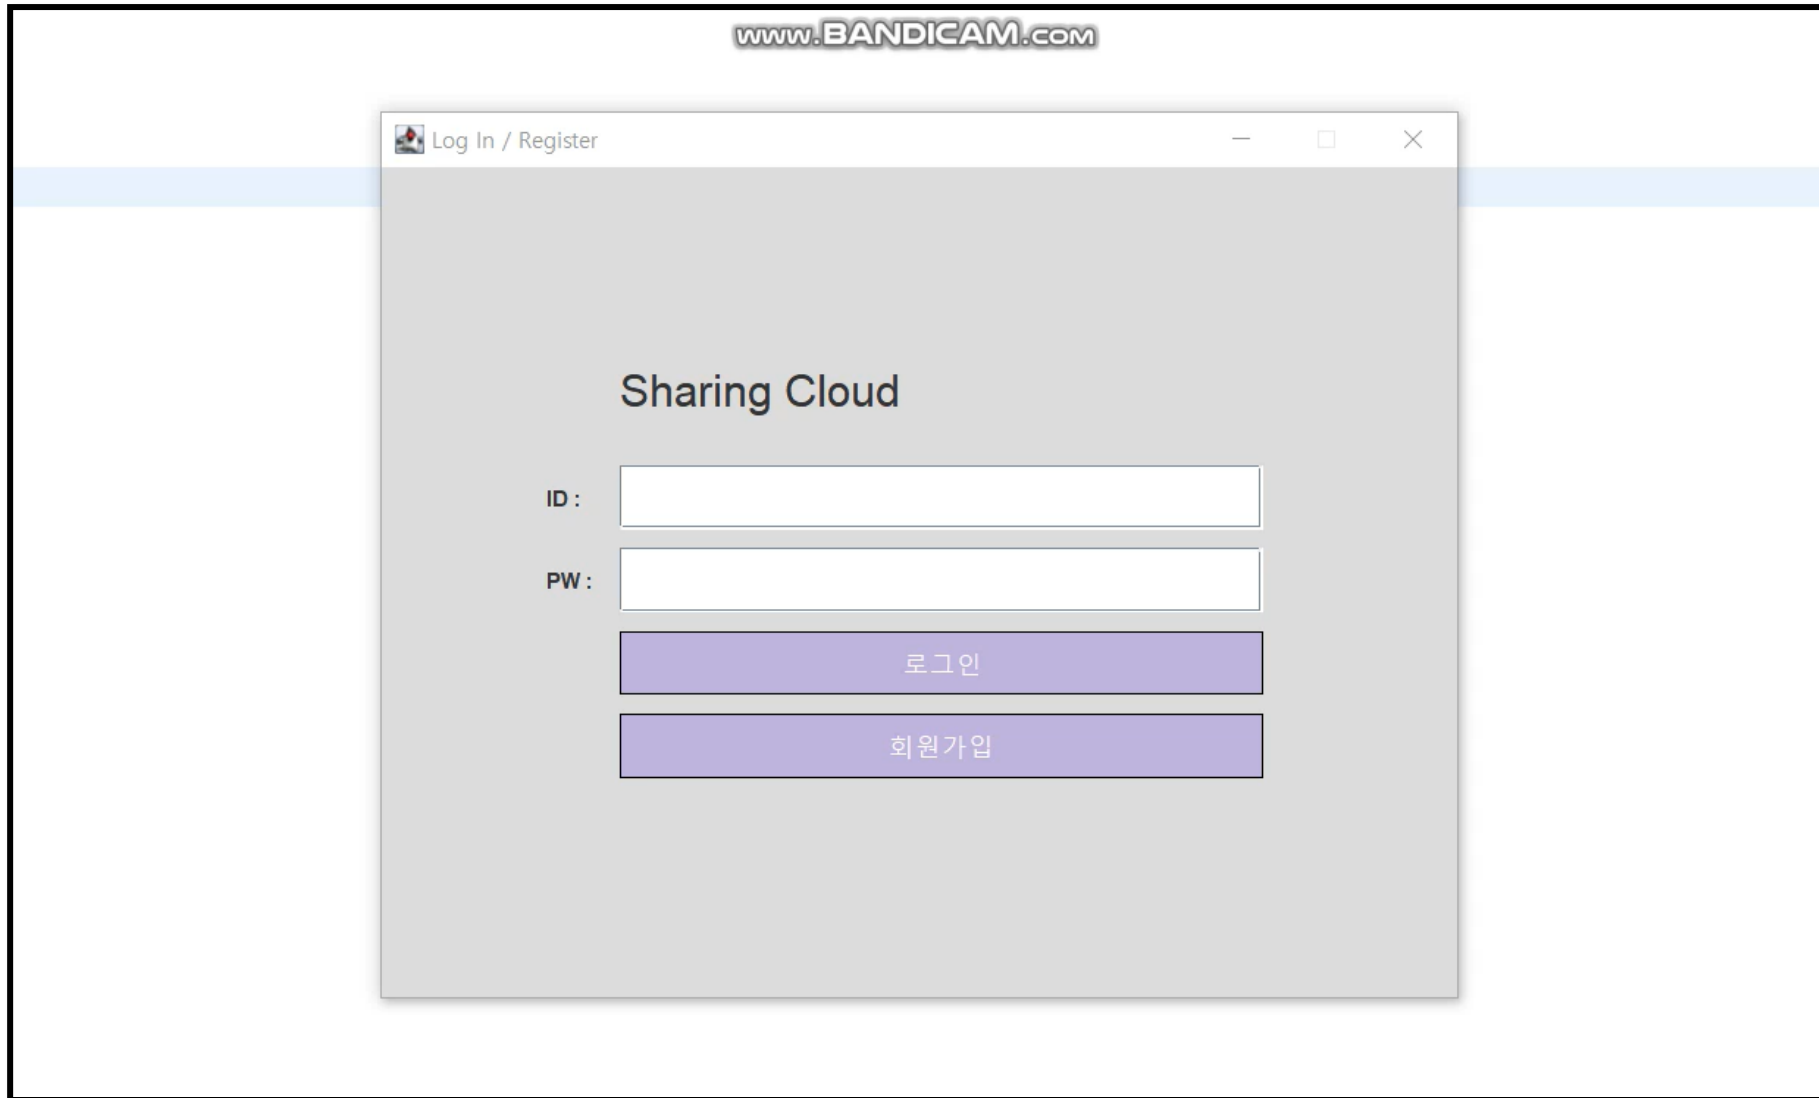 www.BANDICAM.com
Log In / Register
Sharing Cloud
ID :
PW :
로그인
회원가입